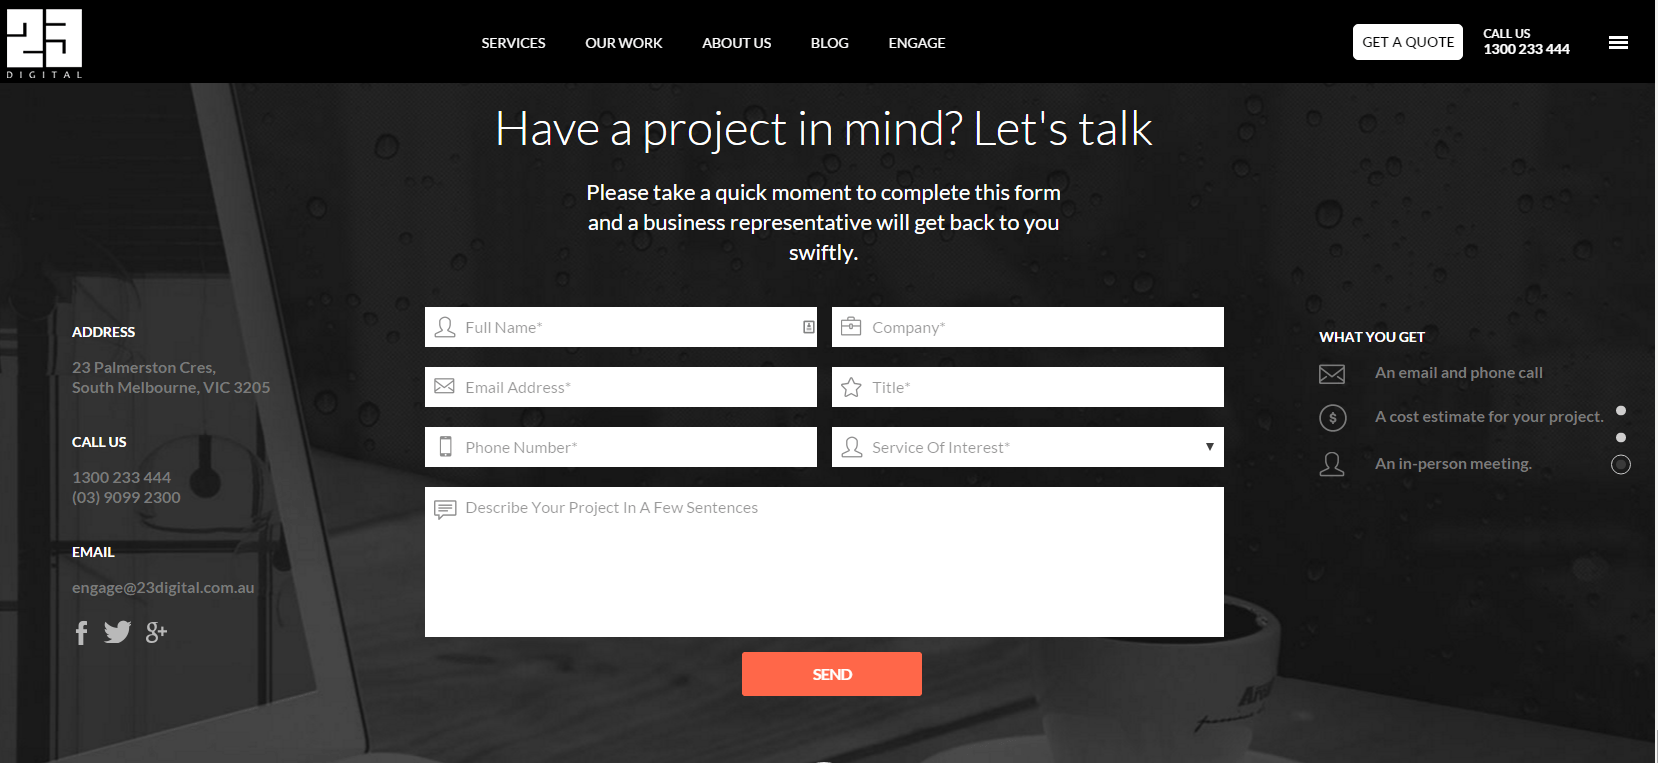 23
DIGITAL
SERVICES
OUR WORK
ABOUT US
BLOG
ENGAGE
GET A QUOTE
CALL US
1300 233 444
Have a project in mind? Let's talk
Please take a quick moment to complete this form
and a business representative will get back to you
swiftly.
ADDRESS
23 Palmerston Cres,
South Melbourne, VIC 3205
CALL US
1300 233 444
(03) 9099 2300
EMAIL
engage@23digital.com.au
Full Name*
Company*
Email Address*
Title*
Phone Number*
Service Of Interest*
Describe Your Project In A Few Sentences
SEND
WHAT YOU GET
An email and phone call
A cost estimate for your project.
An in-person meeting.